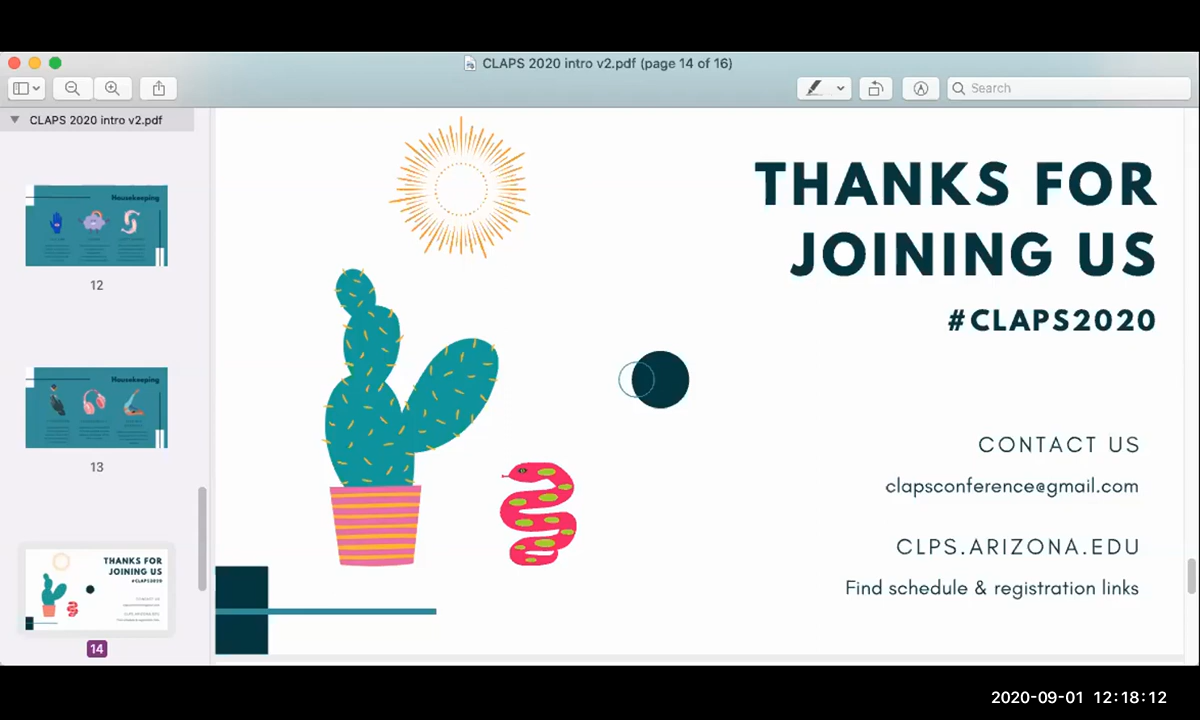 CLAPS 2020 intro v2.pdf (page 14 of 16)
Search
CLAPS 2020 intro v2.pdf
Housekeeping
12
Housekeeping
13
THANKS FOR
JOINING US
#CLAPS2020
14
THANKS FOR
JOINING US
#CLAPS2020
CONTACT US
clapsconference@gmail.com
CLPS.ARIZONA.EDU
Find schedule & registration links
2020-09-01 12:18:12